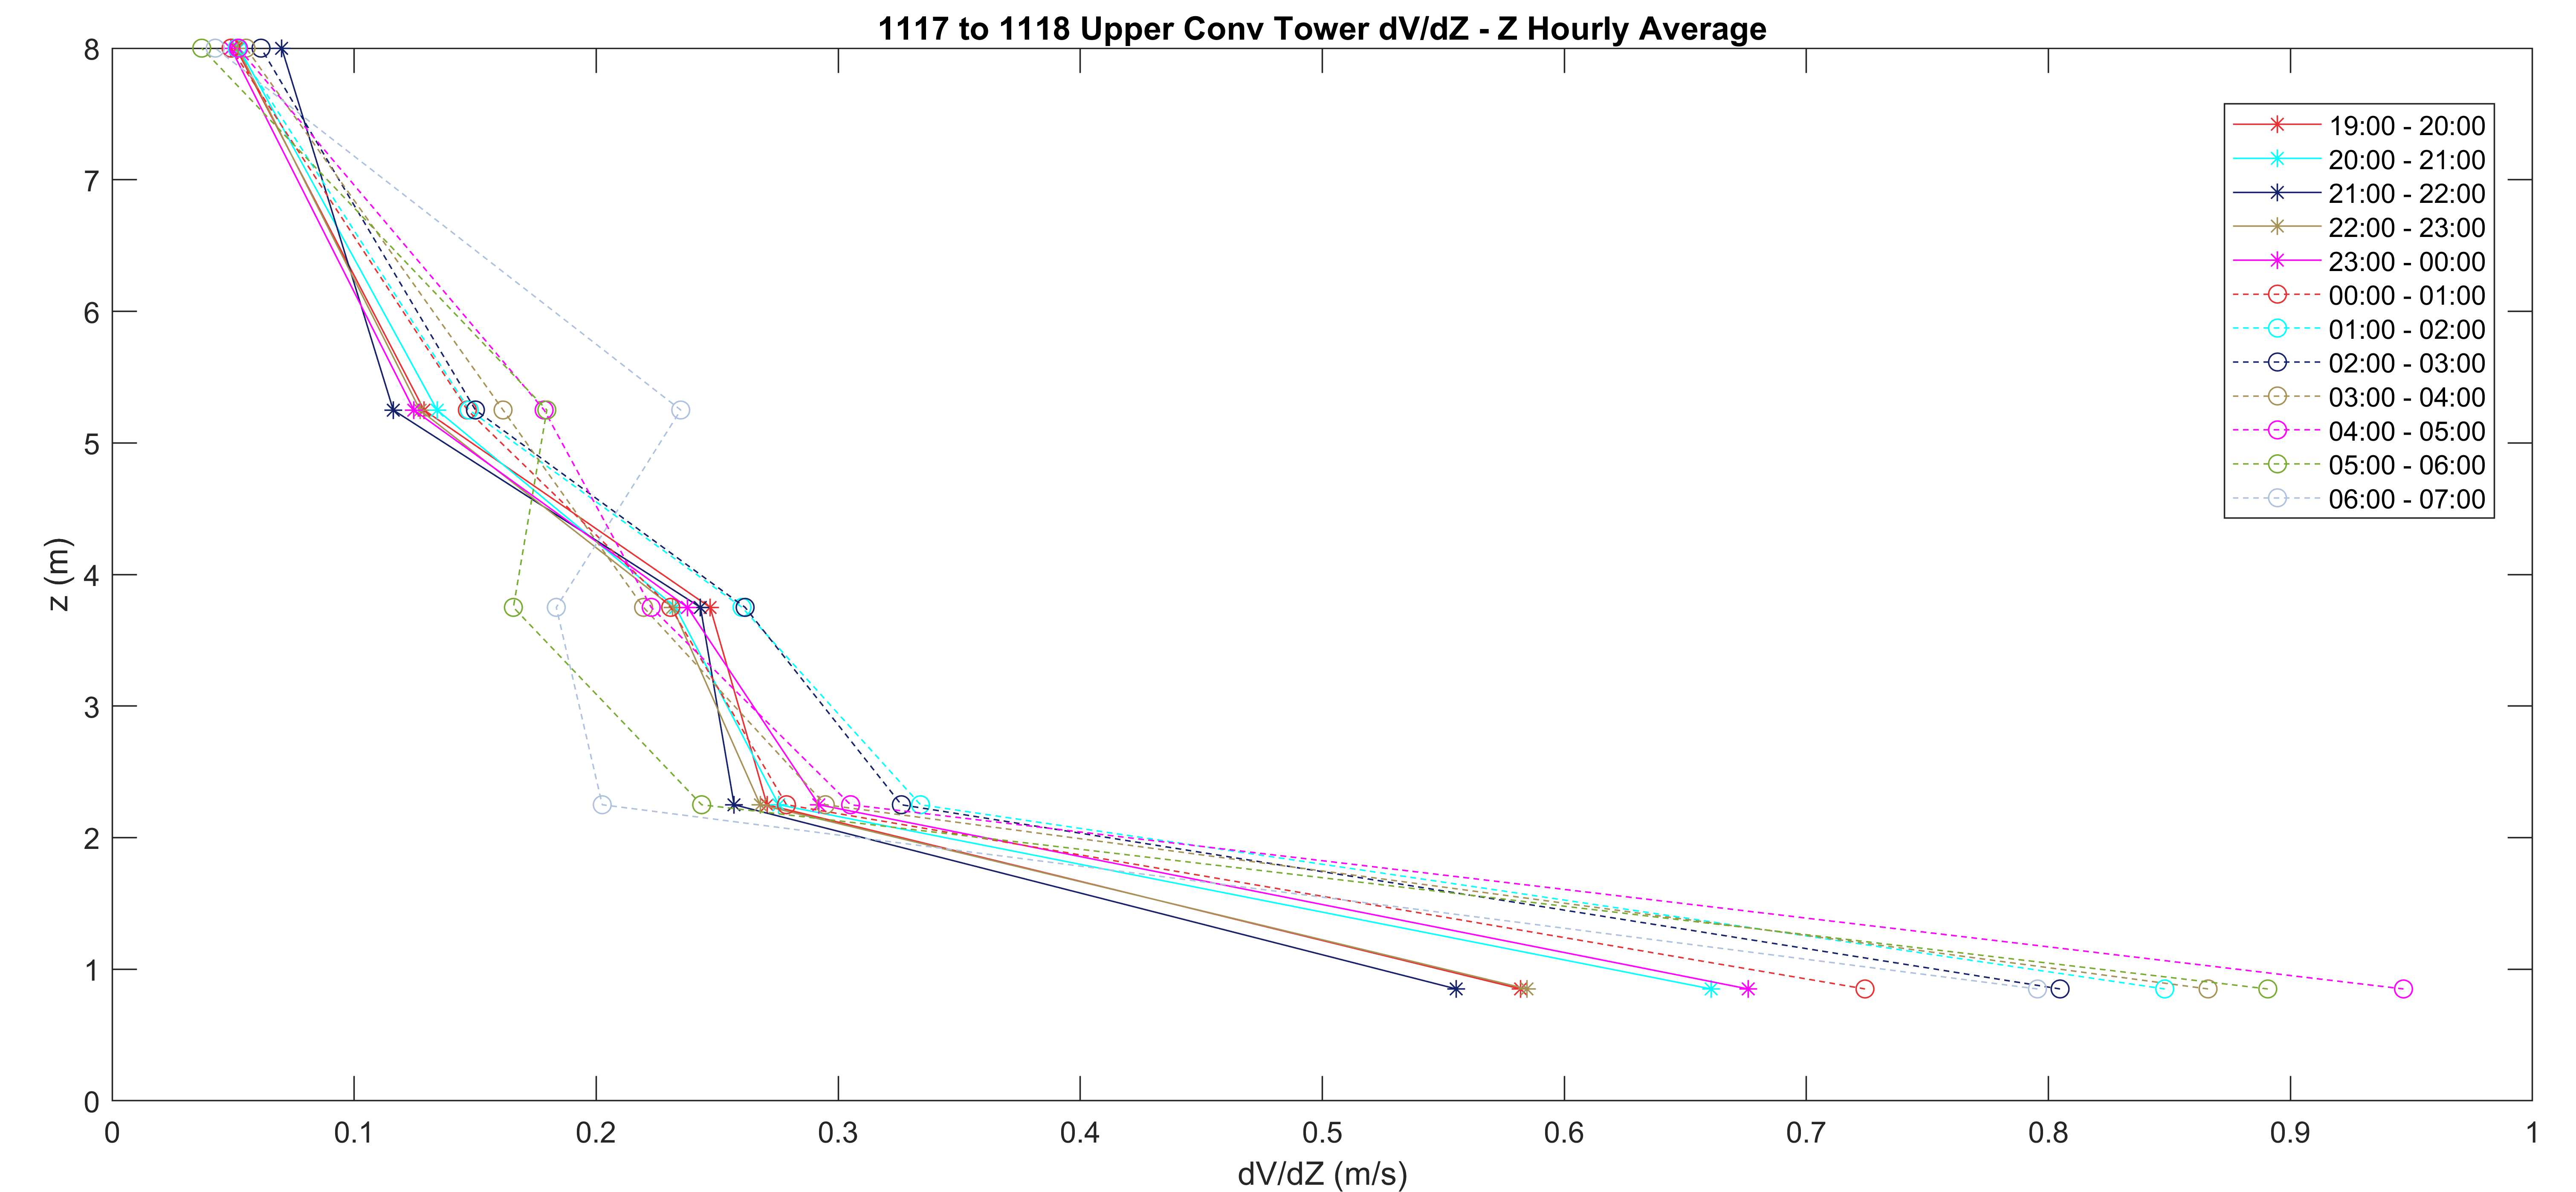 1117 to 1118 Upper Conv Tower dV/dZ - Z Hourly Average
8
7
6
5
4
3
2
1
0
z (m)
19:00 - 20:00
20:00 - 21:00
21:00 - 22:00
22:00 - 23:00
23:00 - 00:00
00:00 - 01:00
01:00 - 02:00
02:00 - 03:00
03:00 - 04:00
04:00 - 05:00
05:00 - 06:00
06:00 - 07:00
0 0.1 0.2 0.3 0.4 0.5 0.6 0.7 0.8 0.9 1
dV/dZ (m/s)